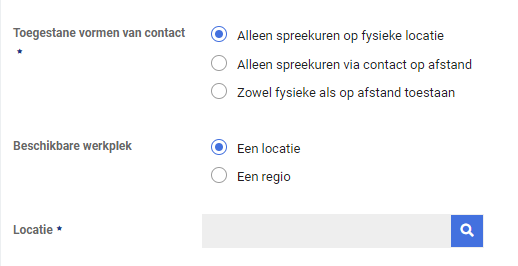 Toegestane vormen van contact
*
Alleen spreekuren op fysieke locatie
Alleen spreekuren via contact op afstand
Zowel fysieke als op afstand toestaan
Beschikbare werkplek
Een locatie
Een regio
Locatie *